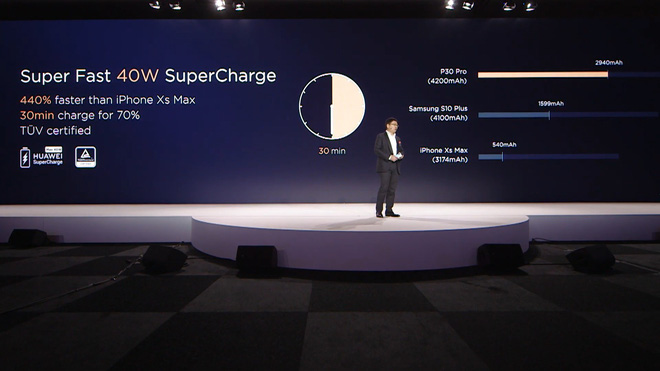 Super Fast 40W SuperCharge
440% faster than iPhone Xs Max
30min charge for 70%
TÜV certified
HUAWEI
SuperCharge
30 min
2940mAh
P30 Pro
(4200mAh)
1599mAh
Samsung S10 Plus
(4100mAh)
540mAh
iPhone Xs Max
(3174mAh)